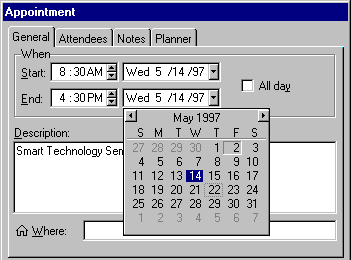 Appointment
General Attendees Notes Planner
When
Start: 8:30AM Wed 5 /14 /97
All day
End: 4:30PM Wed 5 /14 /97
May 1997
S M T W T F S
27 28 29 30 1 2 3
4 5 6 7 8 9 10
11 12 13 14 15 16 17
18 19 20 21 22 23 24
25 26 27 28 29 30 31
1 2 3 4 5 6 7
Description:
Smart Technology Sen
Where: